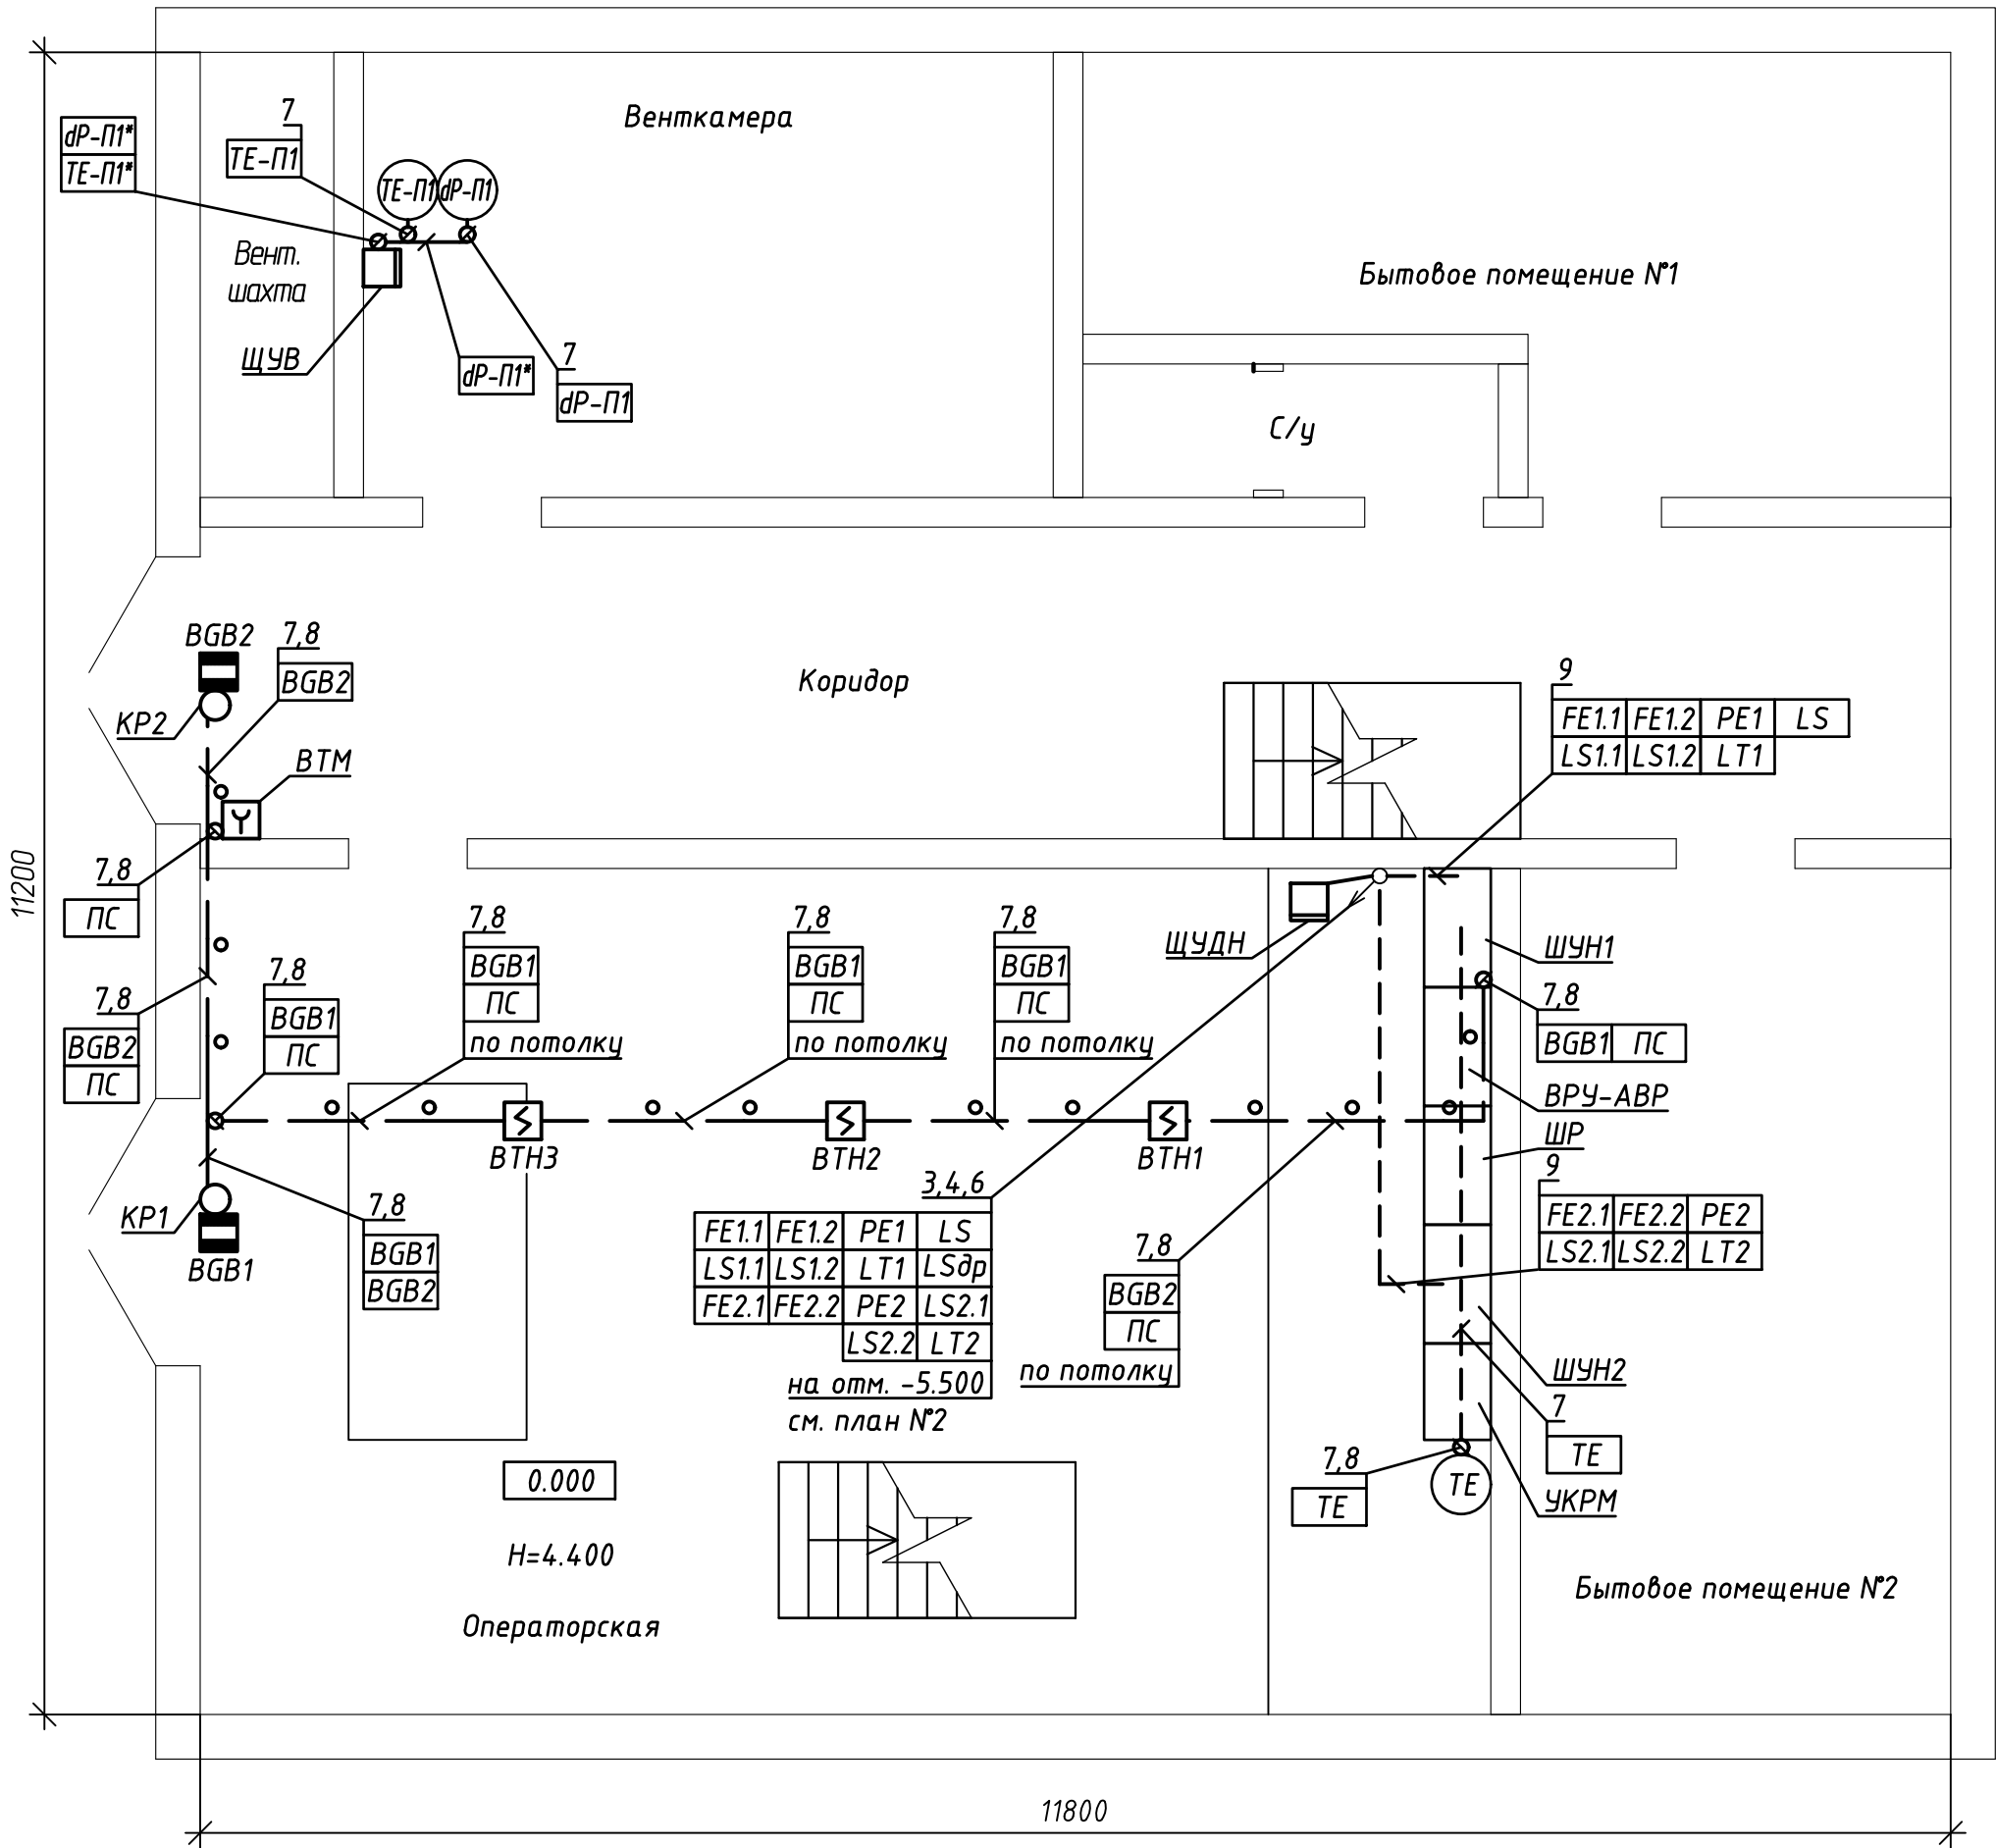 Венткамера
dP-П1*
TE-П1*
7
TE-П1
TE-П1
dP-П1
Вент.
шахта
ЩУВ
dP-П1*
7
dP-П1
Бытовое помещение №1
С/у
BGB2
7,8
BGB2
КР2
ВТМ
Коридор
9
FE1.1 FE1.2 PE1 LS
LS1.1 LS1.2 LT1
11200
7,8
ПС
7,8
BGB2
ПС
7,8
BGB1
ПС
7,8
BGB1
ПС
по потолку
7,8
BGB1
ПС
по потолку
7,8
BGB1
ПС
по потолку
ЩУДН
ШУН1
7,8
BGB1 ПС
ВРУ-АВР
ШР
ВТН3
ВТН2
ВТН1
КР1
BGB1
7,8
BGB1
BGB2
3,4,6
FE1.1 FE1.2 PE1 LS
LS1.1 LS1.2 LT1 LSдр
FE2.1 FE2.2 PE2 LS2.1
LS2.2 LT2
на отм. -5.500
см. план №2
7,8
BGB2
ПС
по потолку
9
FE2.1 FE2.2 PE2
LS2.1 LS2.2 LT2
ШУН2
7
TE
7,8
TE
TE
УКРМ
0.000
H=4.400
Операторская
Бытовое помещение №2
11800